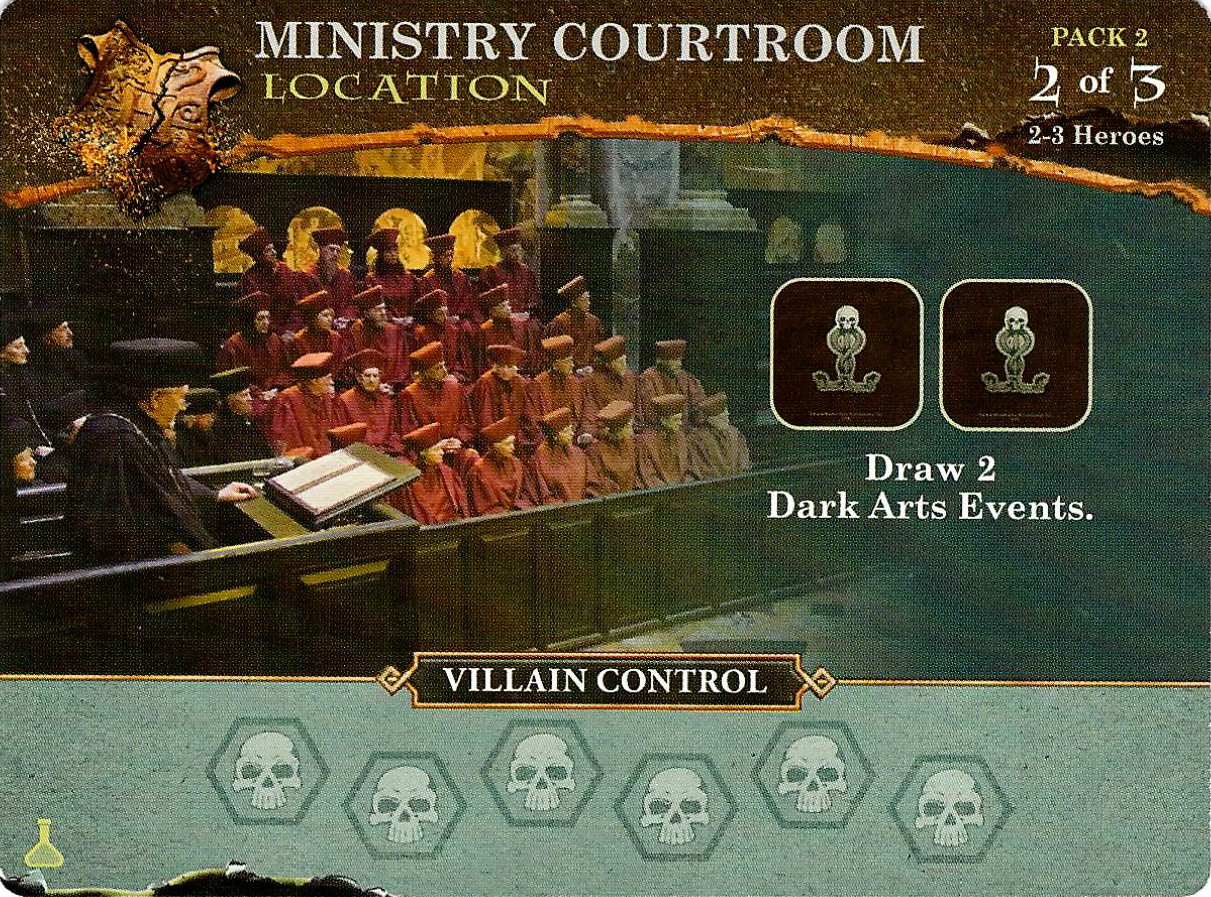 MINISTRY COURTROOM
LOCATION
PACK 2
2 of 3
2-3 Heroes
Draw 2
Dark Arts Events.
VILLAIN CONTROL